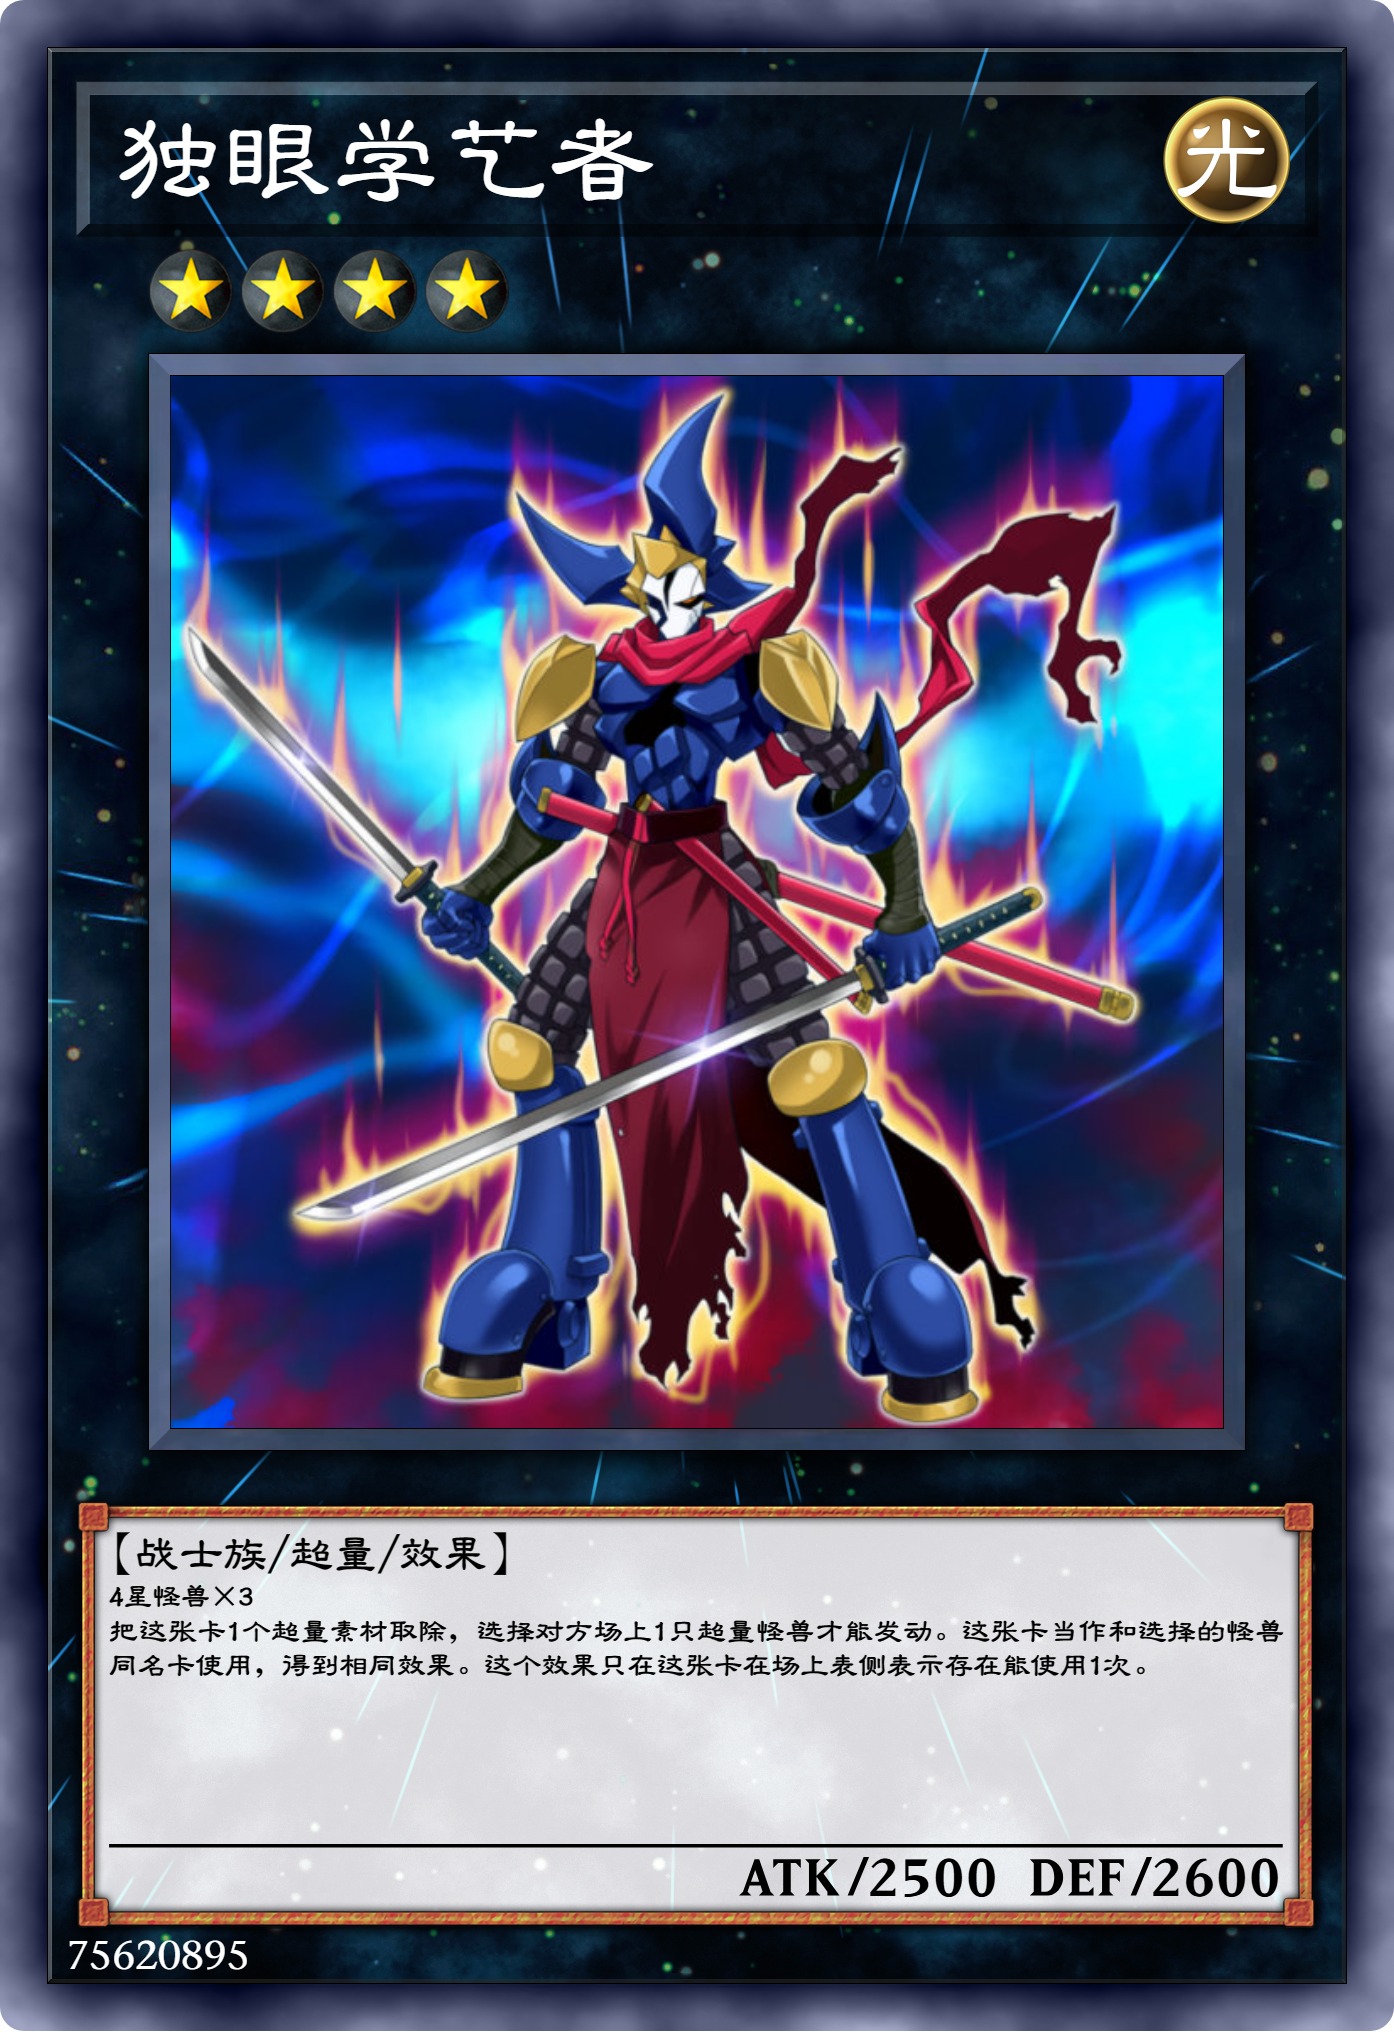 独眼学艺者
光
【战士族/超量/效果】
4星怪兽×3
把这张卡1个超量素材取除，选择对方场上1只超量怪兽才能发动。这张卡当作和选择的怪兽
同名卡使用，得到相同效果。这个效果只在这张卡在场上表侧表示存在能使用1次。
ATK/2500 DEF/2600
75620895